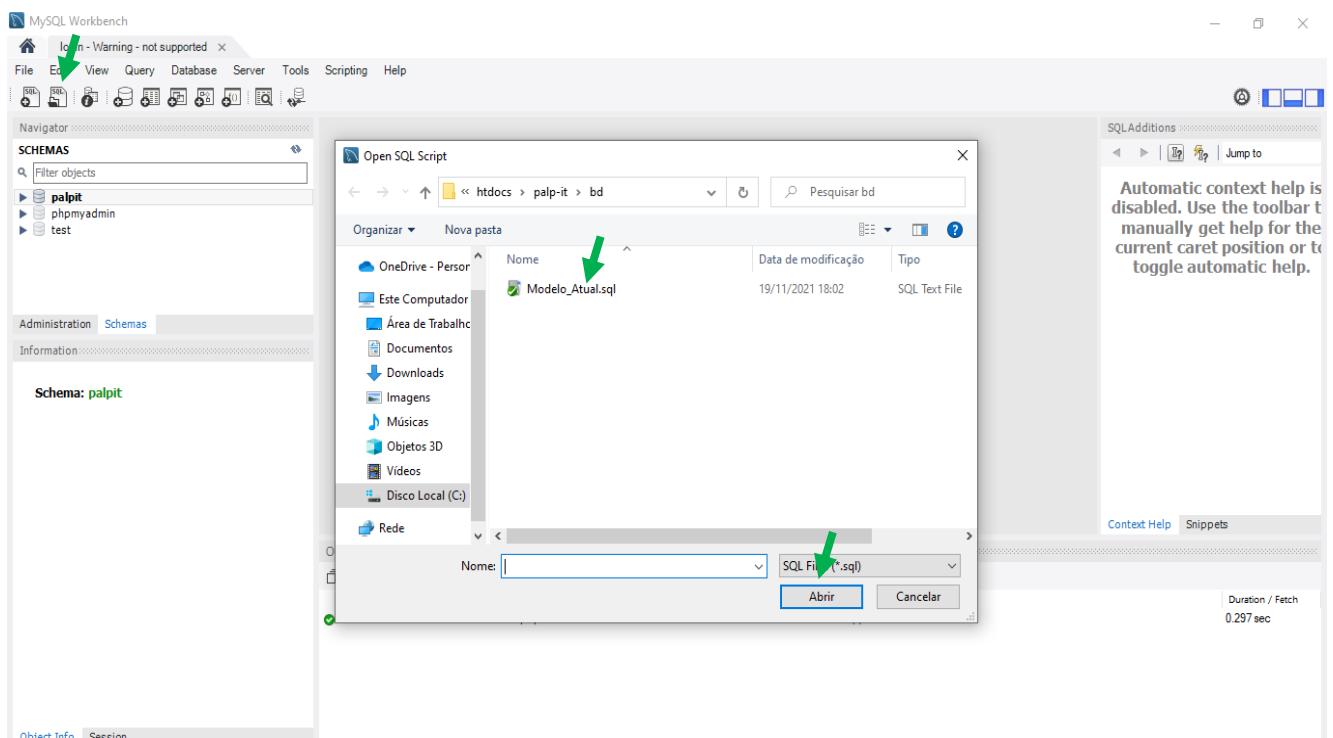 MySQL Workbench
- Warning - not supported
File View Query Database Server Tools Scripting Help
Navigator
SCHEMAS
Filter objects
palpit
phpmyadmin
test
Administration Schemas
Information
Schema: palpit
Object Info Session
Open SQL Script
« htdocs > palp-it > bd
Pesquisar bd
Organizar Nova pasta
Nome Data de modificação Tipo
Modelo_Atual.sql 19/11/2021 18:02 SQL Text File
OneDrive - Person
Este Computador
Área de Trabalhc
Documentos
Downloads
Imagens
Músicas
Objetos 3D
Vídeos
Disco Local (C:)
Rede
Nome:
SQL (*.sql)
Abrir Cancelar
SQLAdditions
Jump to
Automatic context help is
disabled. Use the toolbar t
manually get help for the
current caret position or to
toggle automatic help.
Context Help Snippets
Duration / Fetch
0.297 sec